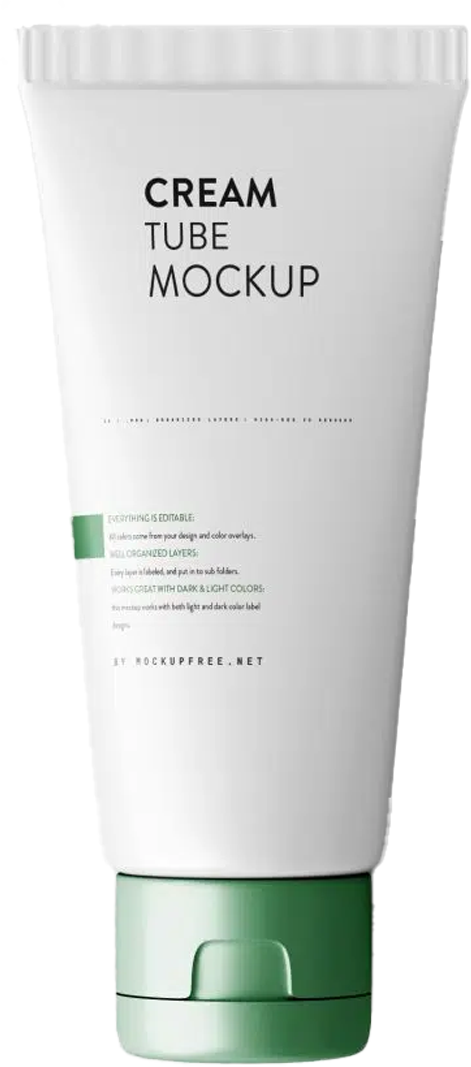 CREAM
TUBE
MOCKUP
ORGANIZED LAYERS
EVERYTHING IS EDITABLE:
All colors come from your design and color overlays.
WELL ORGANIZED LAYERS:
Every layer is labeled, and put in to sub folders.
WORKS GREAT WITH DARK & LIGHT COLORS:
this mockup works with both light and dark color label
designs.
BY MOCKUPFREE.NET